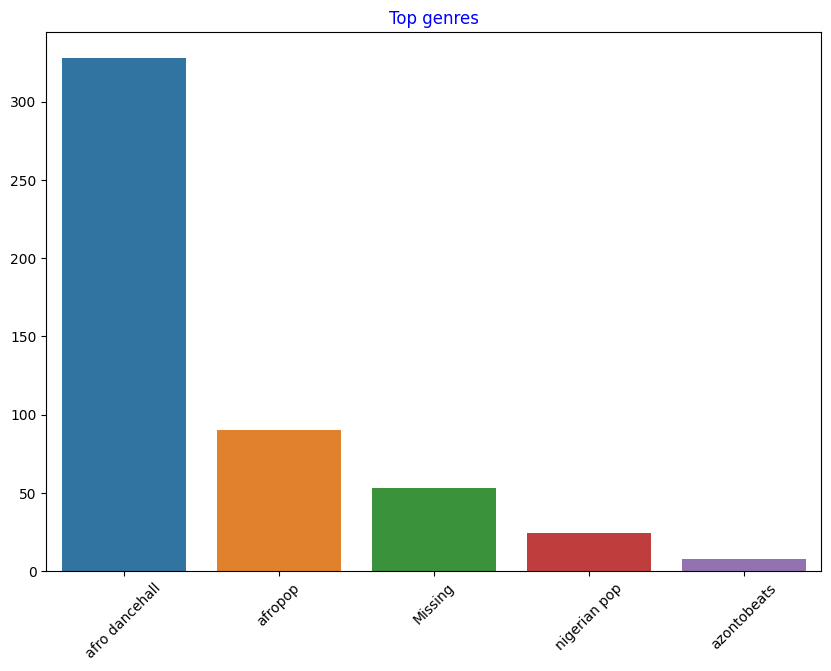 Top genres
300
250
200
150
100
50
0
afro dancehall
afropop
Missing
nigerian pop
azontobeats